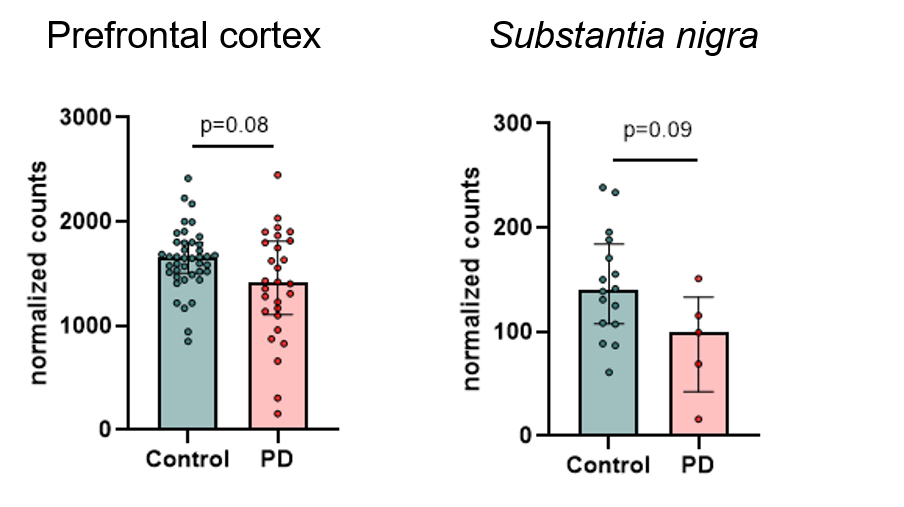 Prefrontal cortex
Substantia nigra
normalized counts
3000
2000
1000
0
p=0.08
Control
PD
normalized counts
300
200
100
0
p=0.09
Control
PD